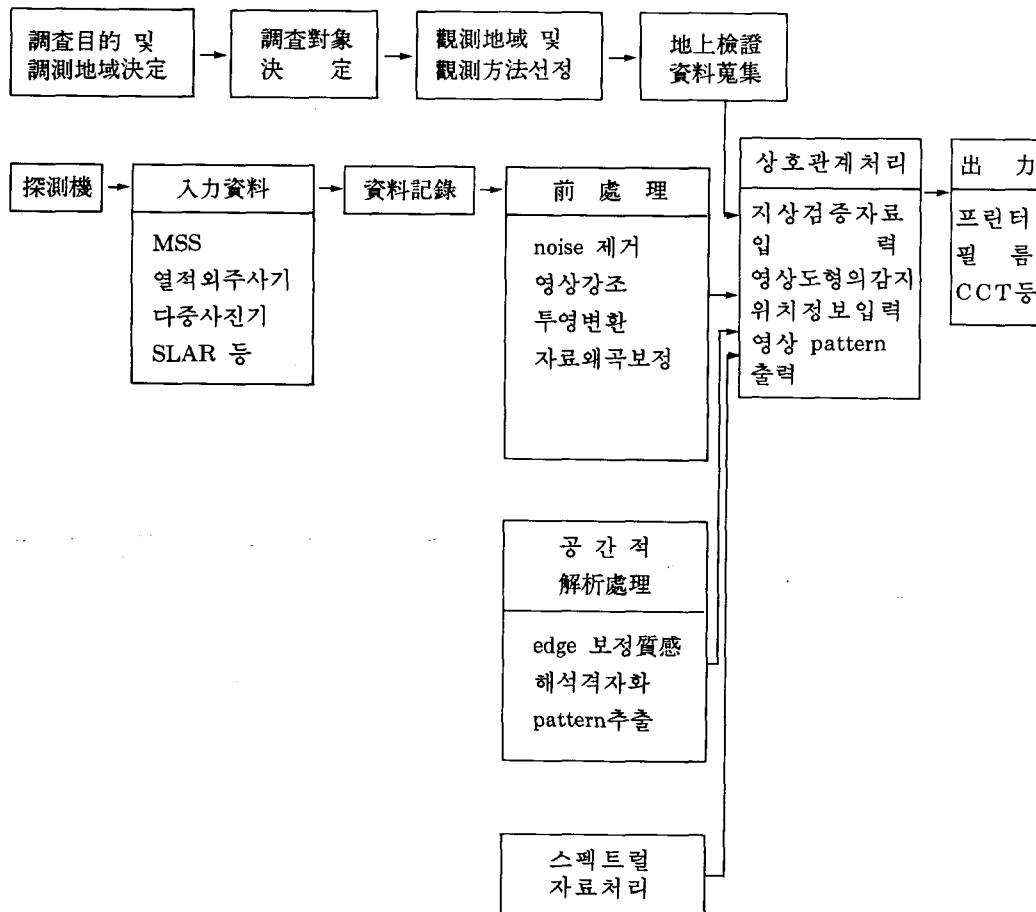 調査目的 및
調測地域決定
調査對象
決 定
觀測地域 및
觀測方法선정
地上檢證
資料蒐集
探測機
入力資料
MSS
열적외주사기
다중사진기
SLAR 등
資料記錄
前 處 理
noise 제거
영상강조
투영변환
자료왜곡보정
상호관계처리
지상검증자료
입 력
영상도형의감지
위치정보입력
영상 pattern
출력
出 力
프린터
필 름
CCT등
공 간 적
解析處理
edge 보정質感
해석격자화
pattern추출
스펙트럴
자료처리